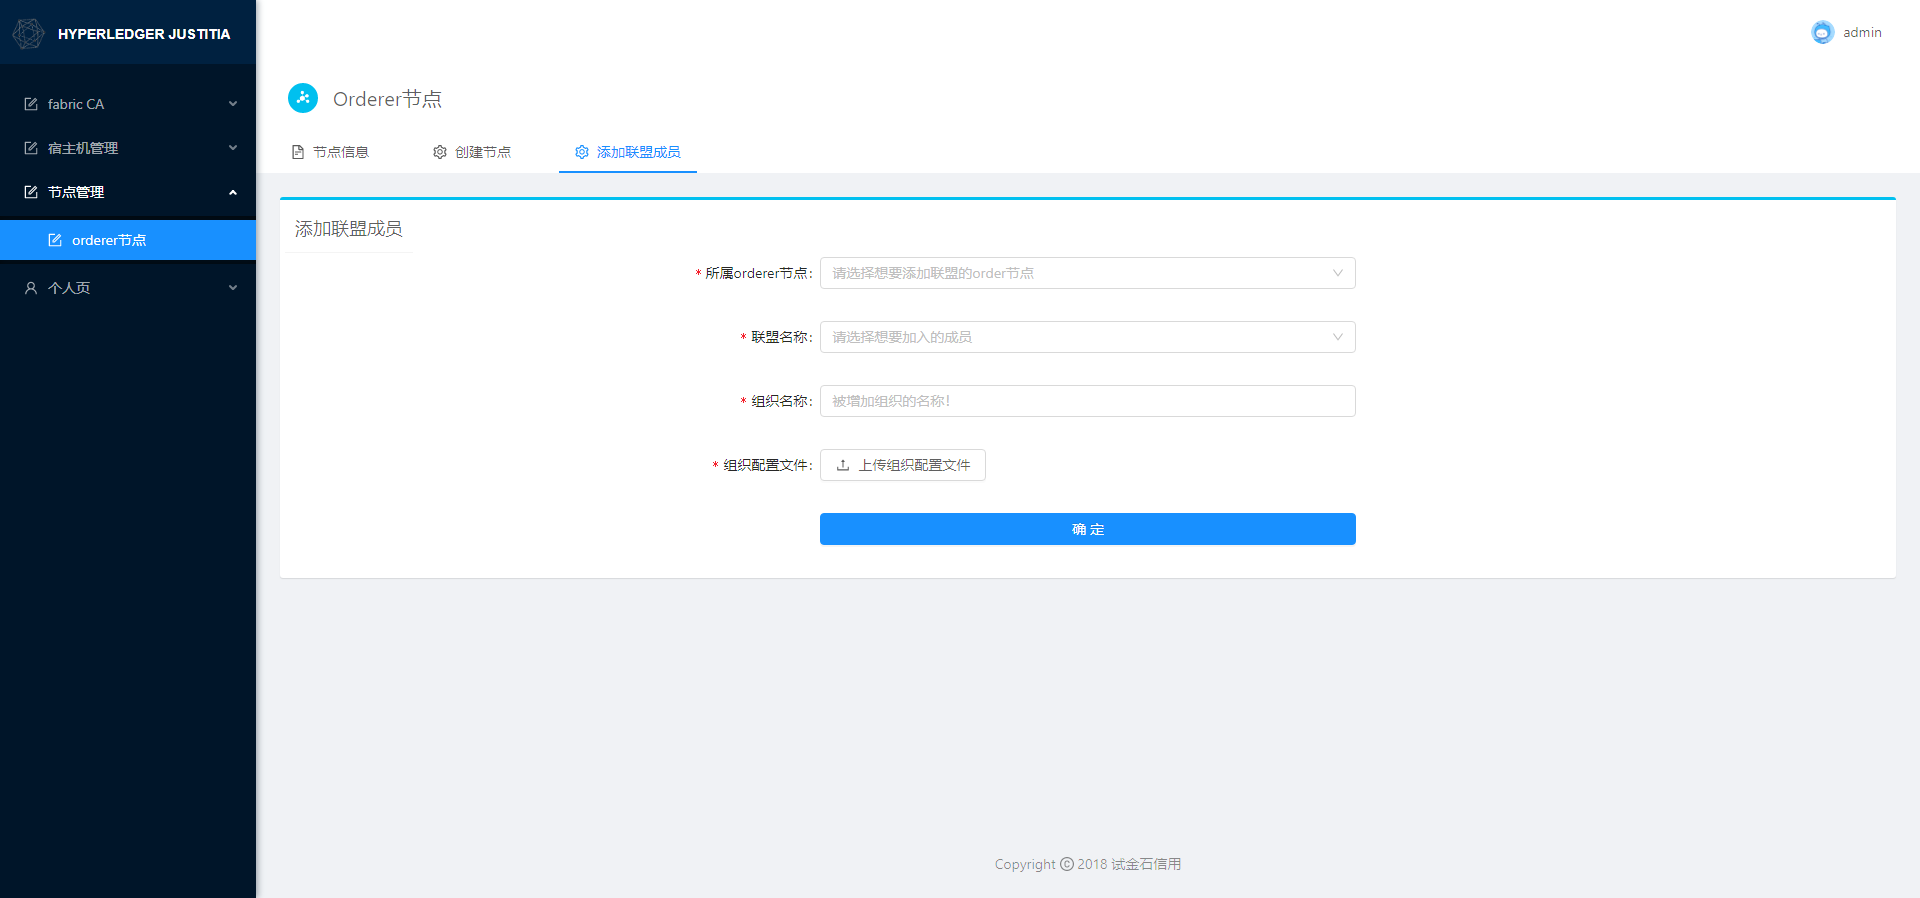 HYPERLEDGER JUSTITIA
admin
fabric CA
宿主机管理
节点管理
orderer节点
个人页
Orderer节点
节点信息
创建节点
添加联盟成员
添加联盟成员
* 所属orderer节点: 请选择想要添加联盟的order节点
* 联盟名称: 请选择想要加入的成员
* 组织名称: 被增加组织的名称!
* 组织配置文件: 上传组织配置文件
确 定
Copyright © 2018 试金石信用